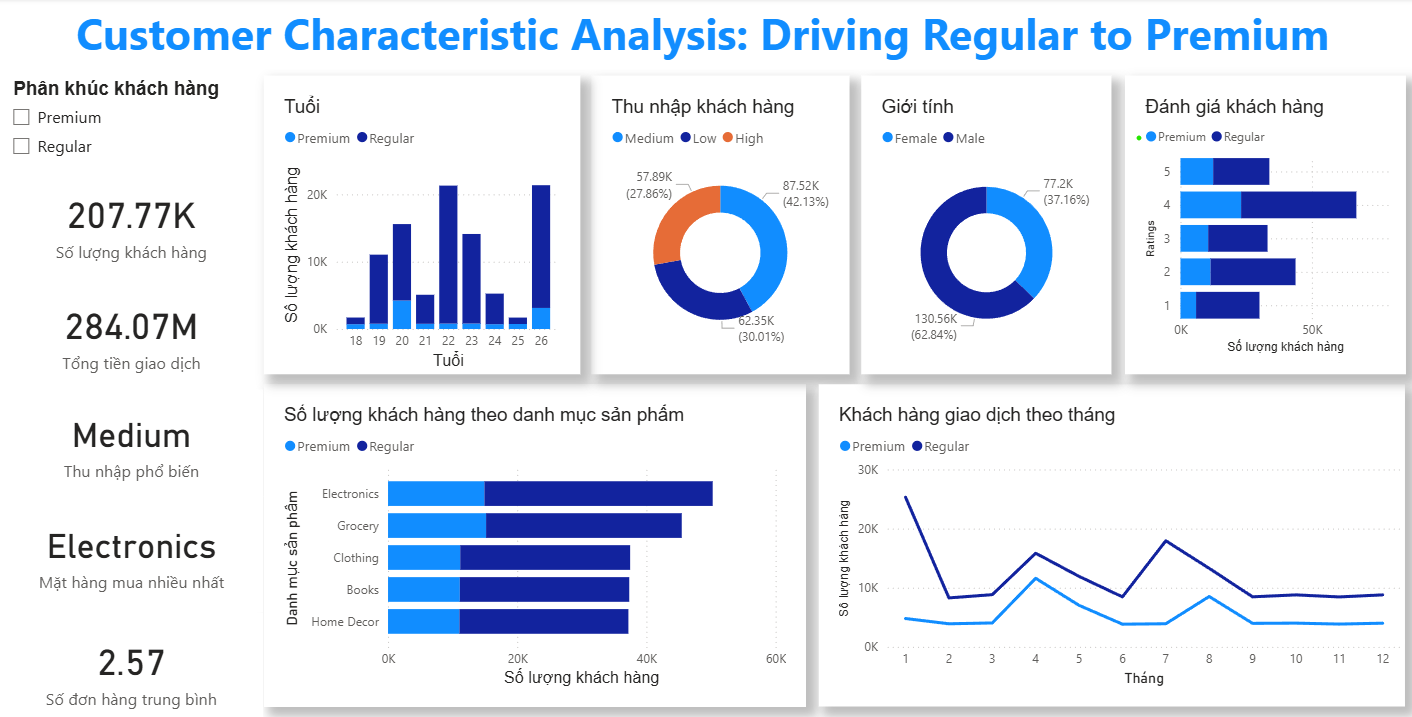 Customer Characteristic Analysis: Driving Regular to Premium
Phân khúc khách hàng
Premium
Regular
207.77K
Số lượng khách hàng
284.07M
Tổng tiền giao dịch
Medium
Thu nhập phổ biến
Electronics
Mặt hàng mua nhiều nhất
2.57
Số đơn hàng trung bình
Tuổi
Premium Regular
Số lượng khách hàng
20K
10K
0K
18 19 20 21 22 23 24 25 26
Tuổi
Thu nhập khách hàng
Medium Low High
57.89K
(27.86%)
87.52K
(42.13%)
62.35K
(30.01%)
Giới tính
Female Male
77.2K
(37.16%)
130.56K
(62.84%)
Đánh giá khách hàng
Premium Regular
Ratings
5
4
3
2
1
0K 50K
Số lượng khách hàng
Số lượng khách hàng theo danh mục sản phẩm
Premium Regular
Danh mục sản phẩm
Electronics
Grocery
Clothing
Books
Home Decor
0K 20K 40K 60K
Số lượng khách hàng
Khách hàng giao dịch theo tháng
Premium Regular
Số lượng khách hàng
30K
20K
10K
0K
1 2 3 4 5 6 7 8 9 10 11 12
Tháng